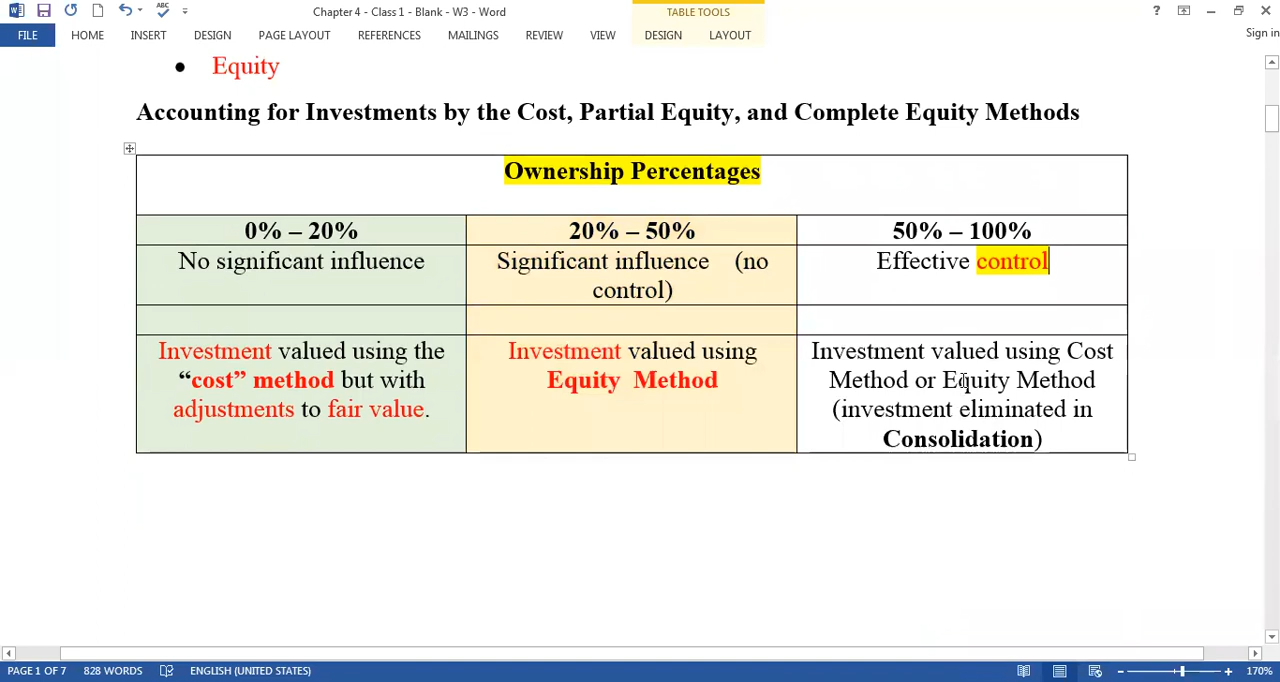 Chapter 4 - Class 1 - Blank - W3 - Word
TABLE TOOLS
?
FILE HOME INSERT DESIGN PAGE LAYOUT REFERENCES MAILINGS REVIEW VIEW DESIGN LAYOUT Sign in
• Equity
Accounting for Investments by the Cost, Partial Equity, and Complete Equity Methods
Ownership Percentages
0% – 20%
20% – 50%
50% – 100%
No significant influence
Significant influence (no
control)
Effective control
Investment valued using the
“cost” method but with
adjustments to fair value.
Investment valued using
Equity Method
Investment valued using Cost
Method or Equity Method
(investment eliminated in
Consolidation)
PAGE 1 OF 7 828 WORDS ENGLISH (UNITED STATES) 170%